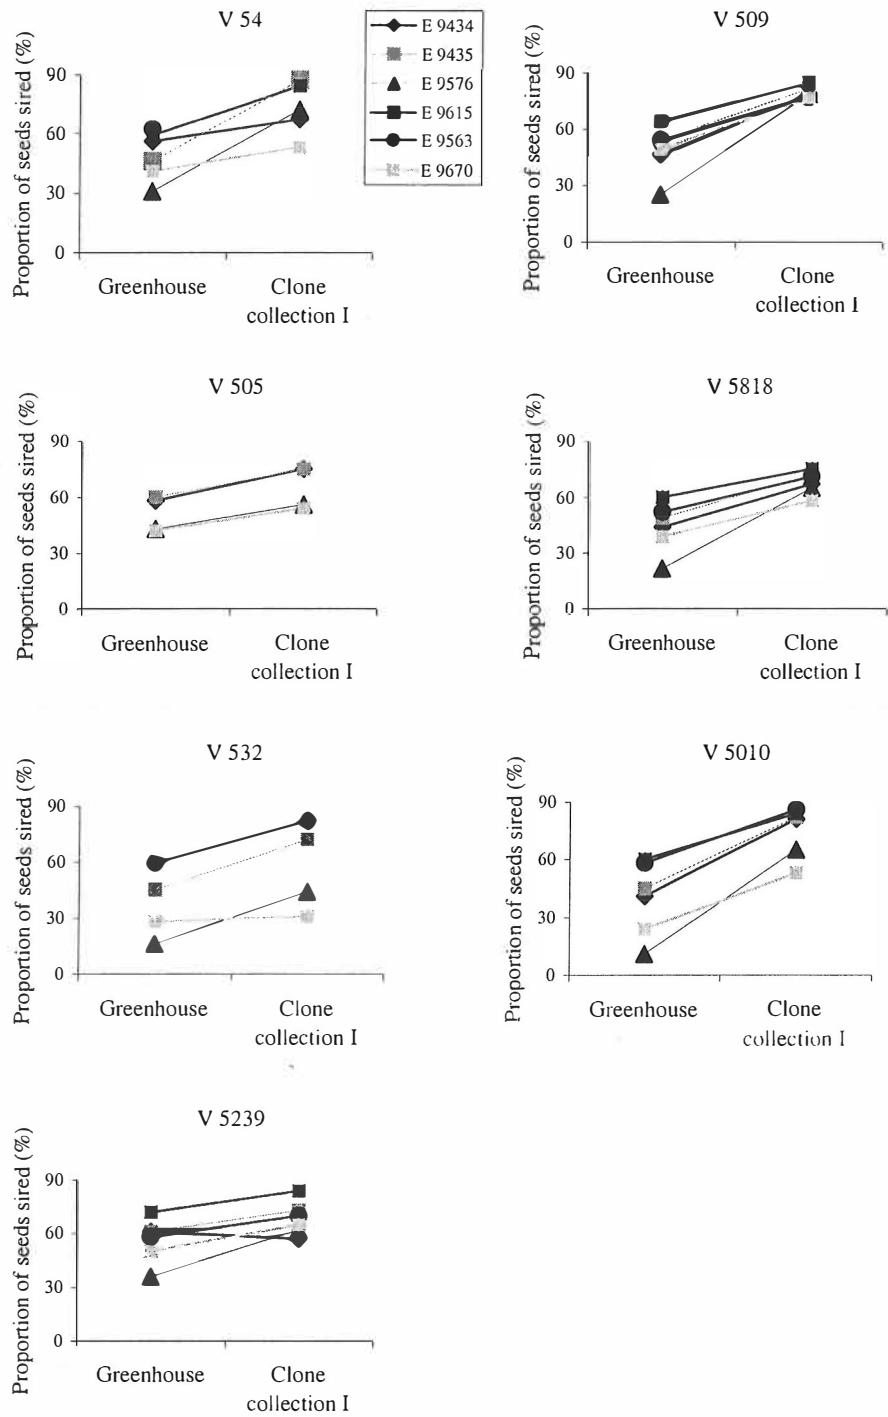 V 54
Proportion of seeds sired (%)
90
60
30
0
Greenhouse
Clone
collection I
E 9434
E 9435
E 9576
E 9615
E 9563
E 9670
V 509
Proportion of seeds sired (%)
90
60
30
0
Greenhouse
Clone
collection I
V 505
Proportion of seeds sired (%)
90
60
30
0
Greenhouse
Clone
collection I
V 5818
Proportion of seeds sired (%)
90
60
30
0
Greenhouse
Clone
collection I
V 532
Proportion of seeds sired (%)
90
60
30
0
Greenhouse
Clone
collection I
V 5010
Proportion of seeds sired (%)
90
60
30
0
Greenhouse
Clone
collection I
V 5239
Proportion of seeds sired (%)
90
60
30
0
Greenhouse
Clone
collection I